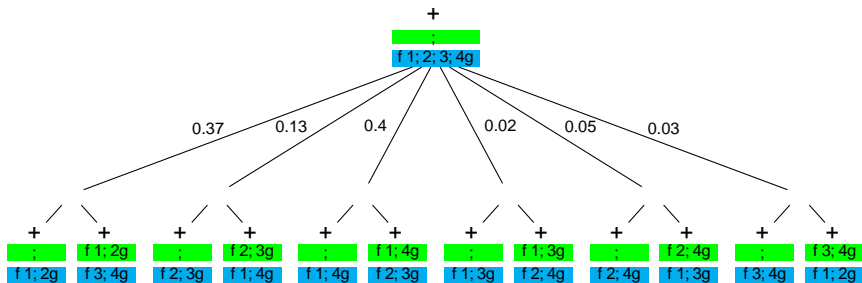 +
;
f 1; 2; 3; 4g
0.37 0.13 0.4 0.02 0.05 0.03
+ + + + + + + + + + + +
; f 1; 2g ; f 2; 3g ; f 1; 4g ; f 1; 3g ; f 2; 4g ; f 3; 4g
f 1; 2g f 3; 4g f 2; 3g f 1; 4g f 1; 4g f 2; 3g f 1; 3g f 2; 4g f 2; 4g f 1; 3g f 3; 4g f 1; 2g